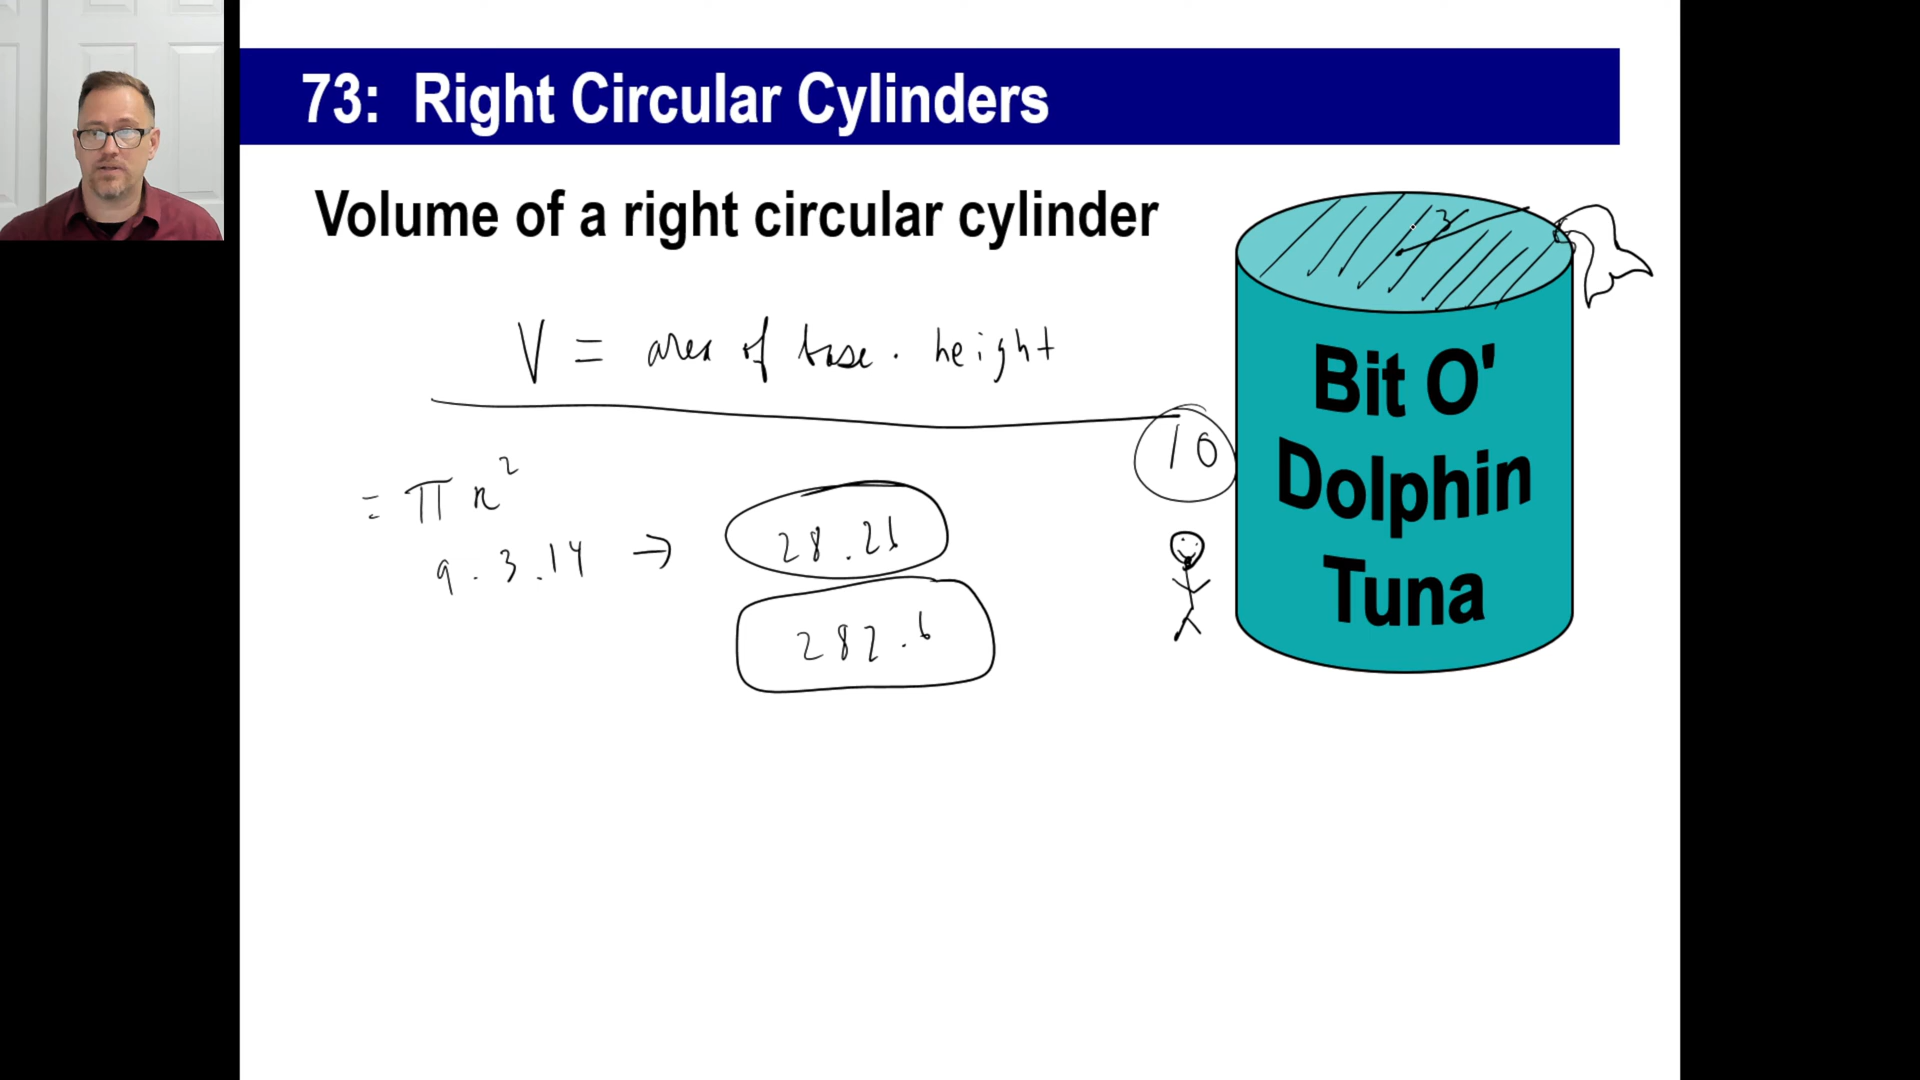 73: Right Circular Cylinders
Volume of a right circular cylinder
3
V = area of base · height
10
Bit O'
Dolphin
Tuna
= π r²
9 · 3.14 → 28.26
282.6